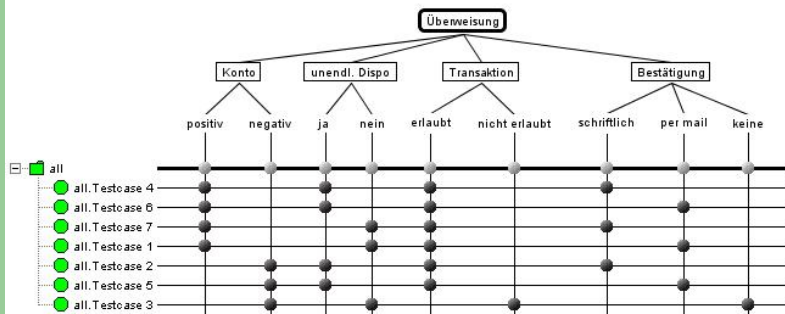 Überweisung
Konto unendl. Dispo Transaktion Bestätigung
positiv negativ ja nein erlaubt nicht erlaubt schriftlich per mail keine
all
all.Testcase 4
all.Testcase 6
all.Testcase 7
all.Testcase 1
all.Testcase 2
all.Testcase 5
all.Testcase 3